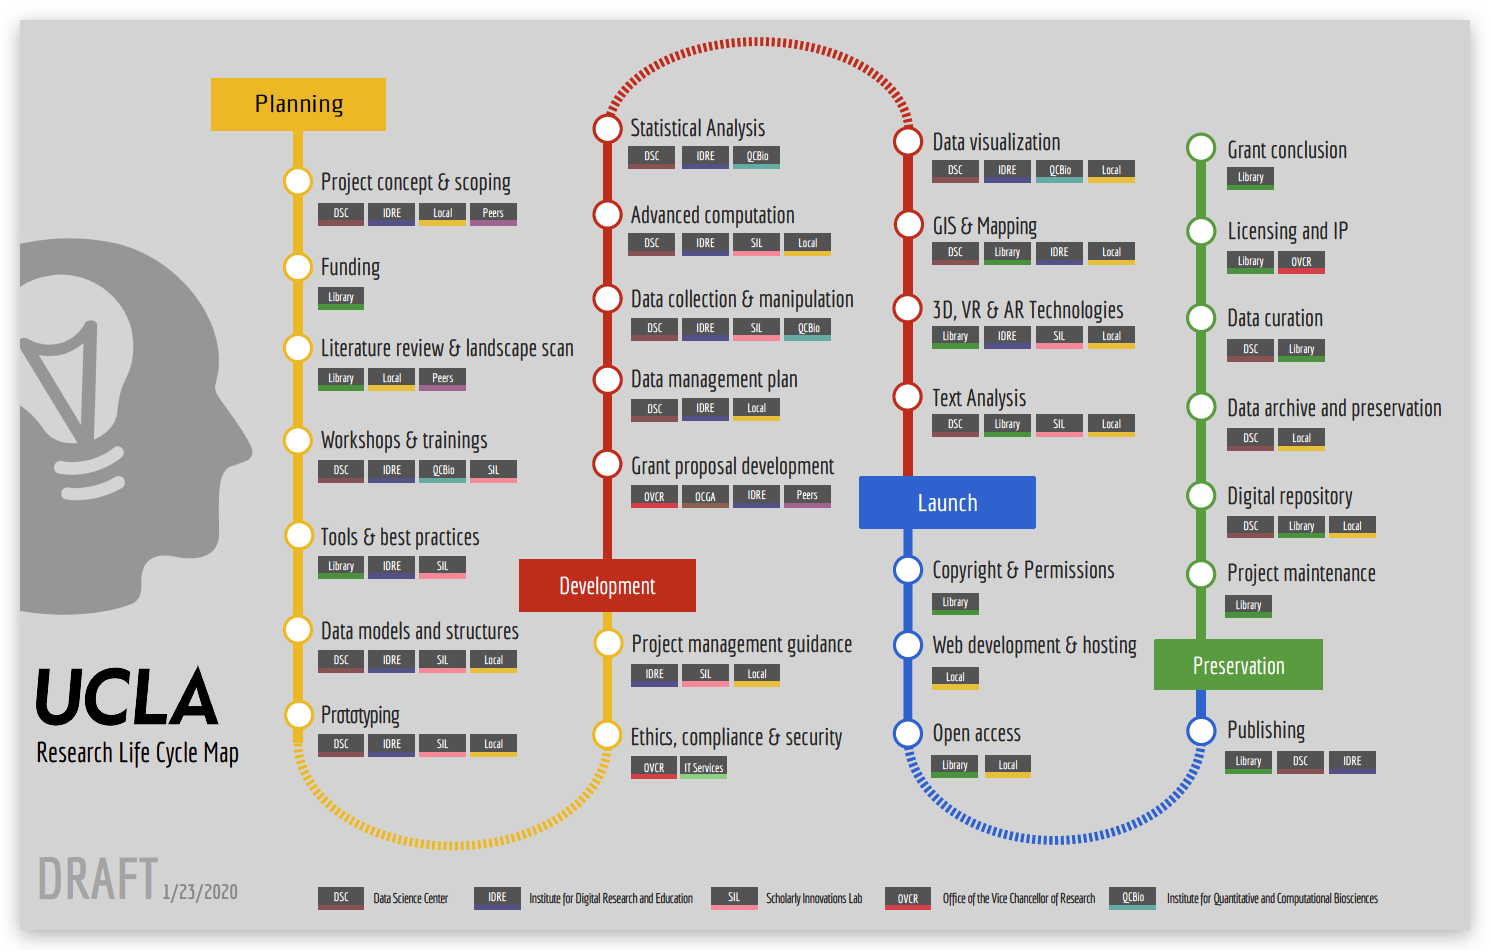 Planning
Project concept & scoping
DSC IDRE Local Peers
Funding
Library
Literature review & landscape scan
Library Local Peers
Workshops & trainings
DSC IDRE QCBio SIL
Tools & best practices
Library IDRE SIL
Data models and structures
DSC IDRE SIL Local
Prototyping
DSC IDRE SIL Local
Statistical Analysis
DSC IDRE QCBio
Advanced computation
DSC IDRE SIL Local
Data collection & manipulation
DSC IDRE SIL QCBio
Data management plan
DSC IDRE Local
Grant proposal development
OVCR OCGA IDRE Peers
Development
Project management guidance
IDRE SIL Local
Ethics, compliance & security
OVCR IT Services
Data visualization
DSC IDRE QCBio Local
GIS & Mapping
DSC Library IDRE Local
3D, VR & AR Technologies
Library IDRE SIL Local
Text Analysis
DSC Library SIL Local
Launch
Copyright & Permissions
Library
Web development & hosting
Local
Open access
Library Local
Grant conclusion
Library
Licensing and IP
Library OVCR
Data curation
DSC Library
Data archive and preservation
DSC Local
Digital repository
DSC Library Local
Project maintenance
Library
Preservation
Publishing
Library DSC IDRE
UCLA
Research Life Cycle Map
DRAFT 1/23/2020
DSC Data Science Center IDRE Institute for Digital Research and Education SIL Scholarly Innovations Lab OVCR Office of the Vice Chancellor of Research QCBio Institute for Quantitative and Computational Biosciences